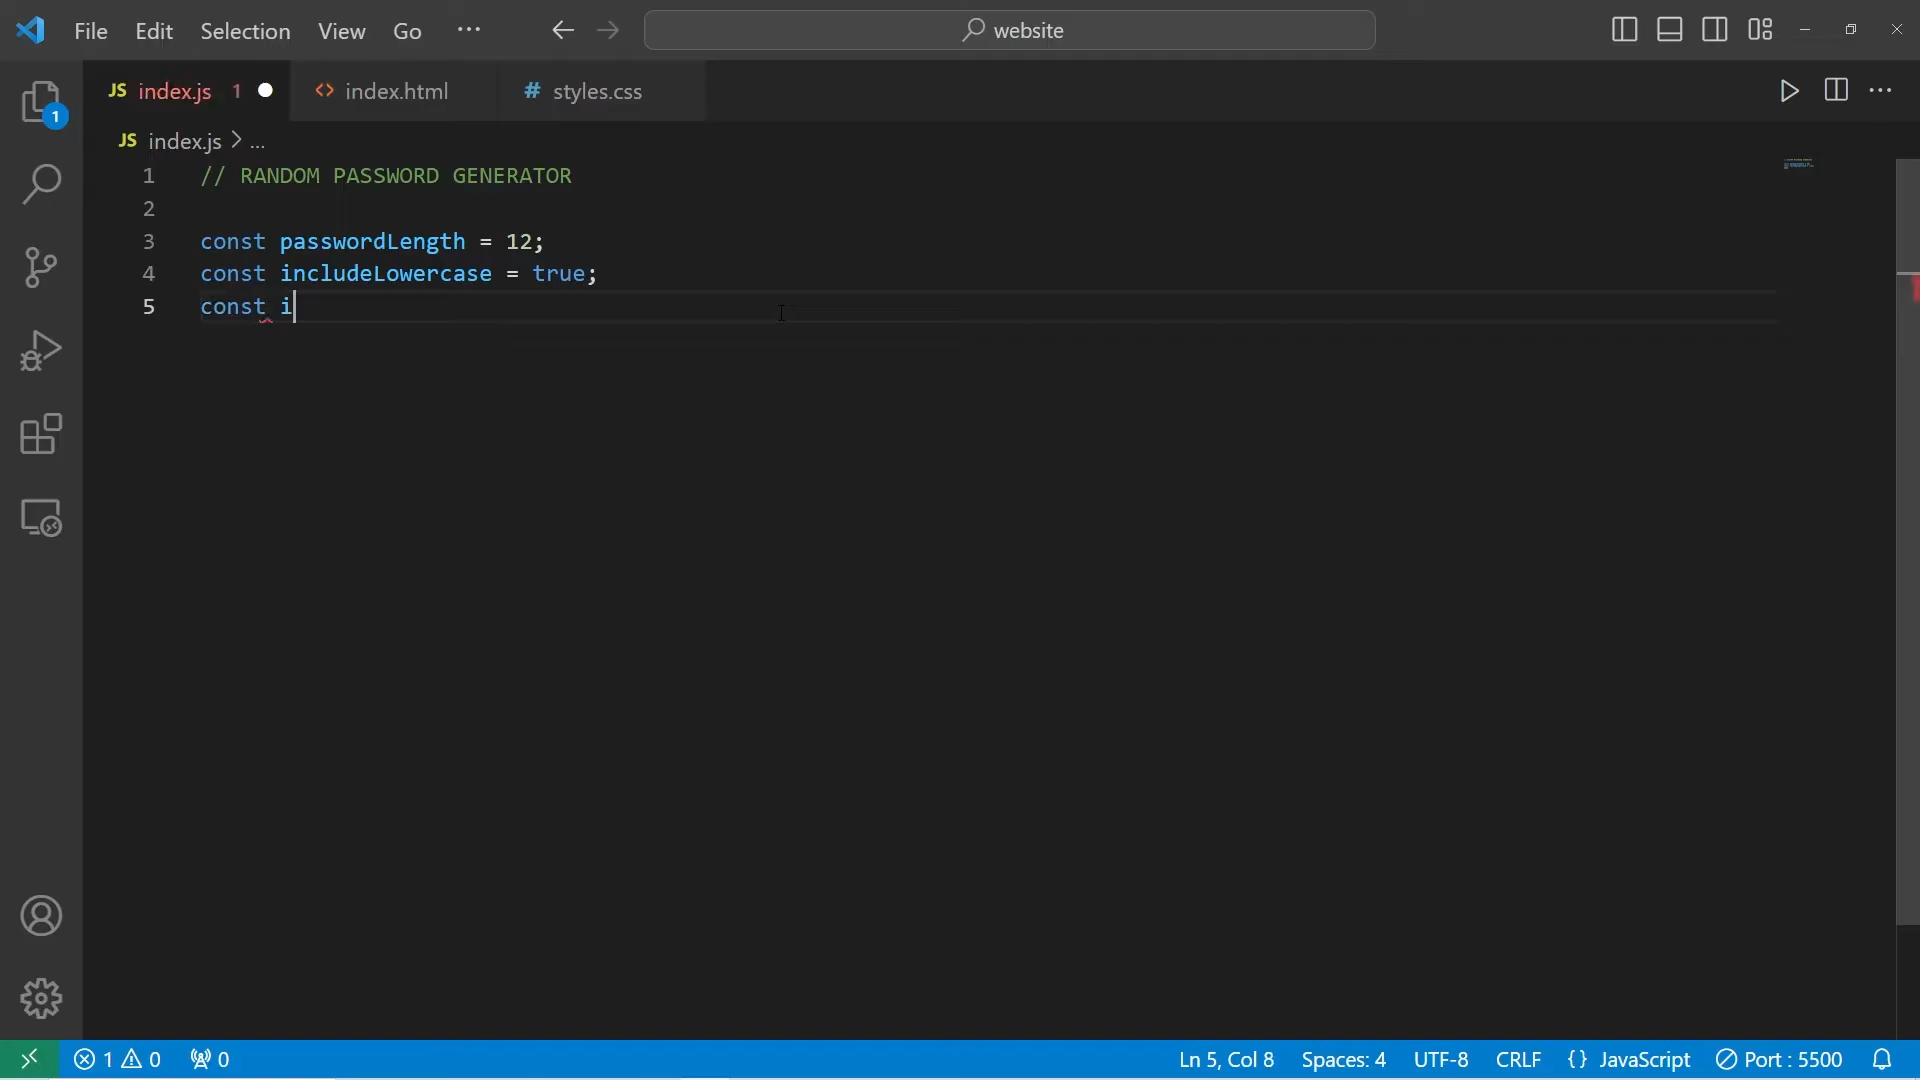 File Edit Selection View Go ... website
JS index.js 1 <> index.html # styles.css
1
JS index.js > ...
1 // RANDOM PASSWORD GENERATOR
2
3 const passwordLength = 12;
4 const includeLowercase = true;
5 const i
1 0 0 Ln 5, Col 8 Spaces: 4 UTF-8 CRLF {} JavaScript Port : 5500